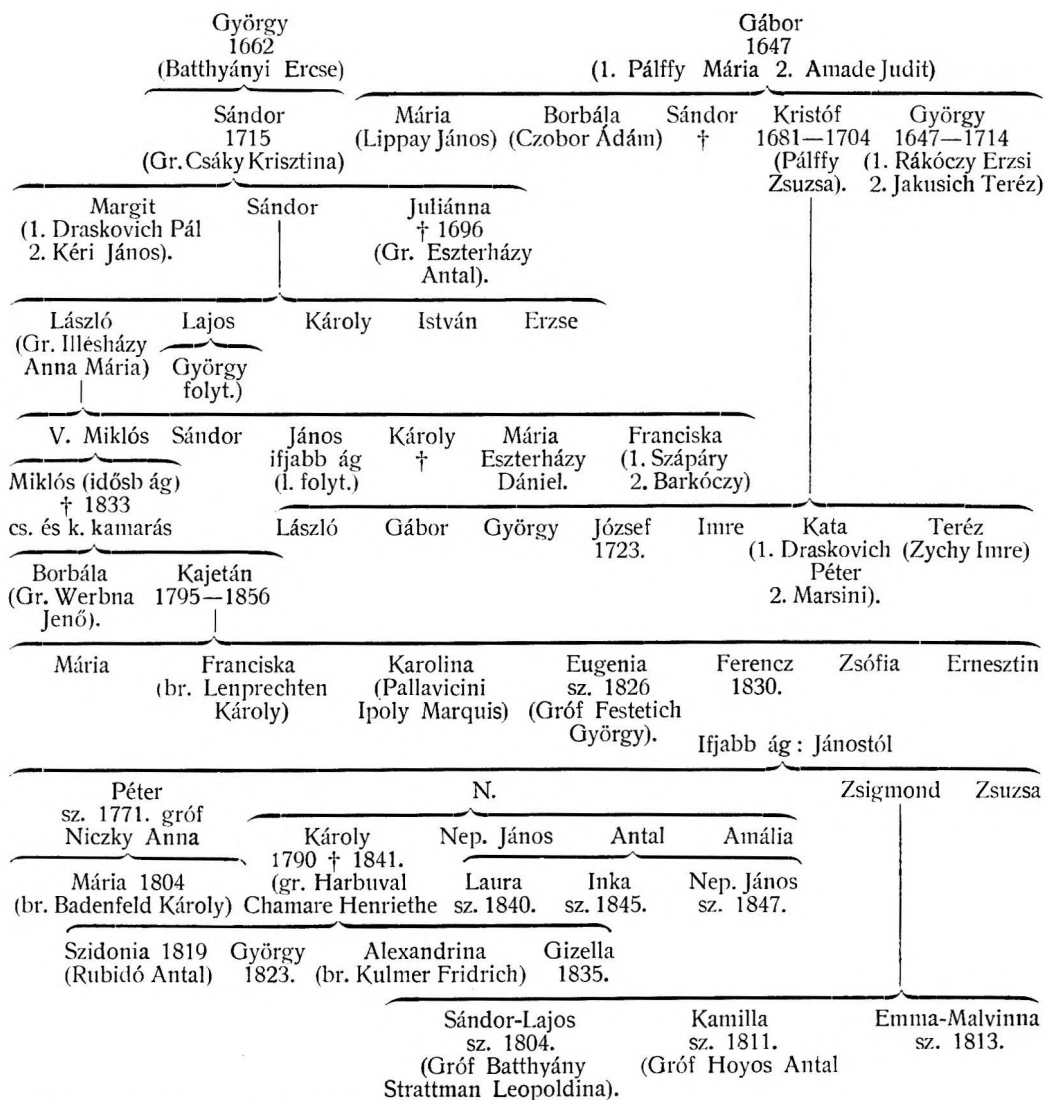 György Gábor
1662 1647
(Batthyányi Ercse) (1. Pálffy Mária 2. Amade Judit)
Sándor Mária Borbála Sándor Kristóf György
1715 (Lippay János) (Czobor Ádám) † 1681—1704 1647—1714
(Gr. Csáky Krisztina) (Pálffy (1. Rákóczy Erzsi
Zsuzsa). 2. Jakusich Teréz)
Margit Sándor Juliánna
(1. Draskovich Pál † 1696
2. Kéri János). (Gr. Eszterházy
Antal).
László Lajos Károly István Erzse
(Gr. Illésházy
Anna Mária) György
folyt.)
V. Miklós Sándor János Károly Mária Franciska
ifjabb ág † Eszterházy (1. Szápáry
Miklós (idősb ág) (l. folyt.) Dániel. 2. Barkóczy)
† 1833
cs. és k. kamarás László Gábor György József Imre Kata Teréz
1723. (1. Draskovich (Zychy Imre)
Borbála Kajetán Péter
(Gr. Werbna 1795—1856 2. Marsini).
Jenő).
Mária Franciska Karolina Eugenia Ferencz Zsófia Ernesztin
(br. Lenprechten (Pallavicini sz. 1826 1830.
Károly) Ipoly Marquis) (Gróf Festetich
György).
Ifjabb ág: Jánostól
Péter N. Zsigmond Zsuzsa
sz. 1771. gróf
Niczky Anna Károly Nep. János Antal Amália
1790 † 1841.
Mária 1804 (gr. Harbuval Laura Inka Nep. János
(br. Badenfeld Károly) Chamare Henriethe sz. 1840. sz. 1845. sz. 1847.
Szidonia 1819 György Alexandrina Gizella
(Rubidó Antal) 1823. (br. Kulmer Fridrich) 1835.
Sándor-Lajos Kamilla Emma-Malvinna
sz. 1804. sz. 1811. sz. 1813.
(Gróf Batthyány (Gróf Hoyos Antal
Strattman Leopoldina).